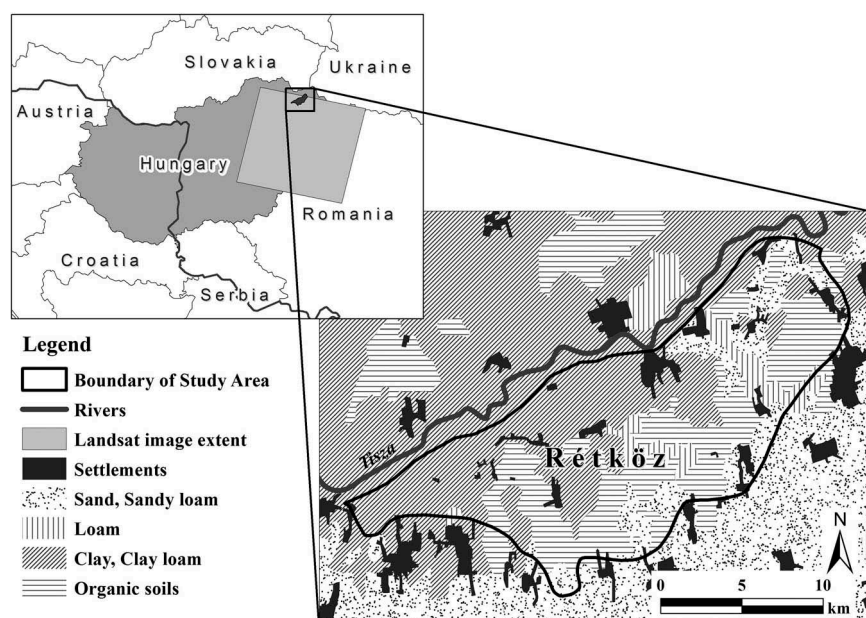 Slovakia
Ukraine
Austria
Hungary
Romania
Croatia
Serbia
Legend
Boundary of Study Area
Rivers
Landsat image extent
Settlements
Sand, Sandy loam
Loam
Clay, Clay loam
Organic soils
Tisza
Rétköz
N
0 5 10
km